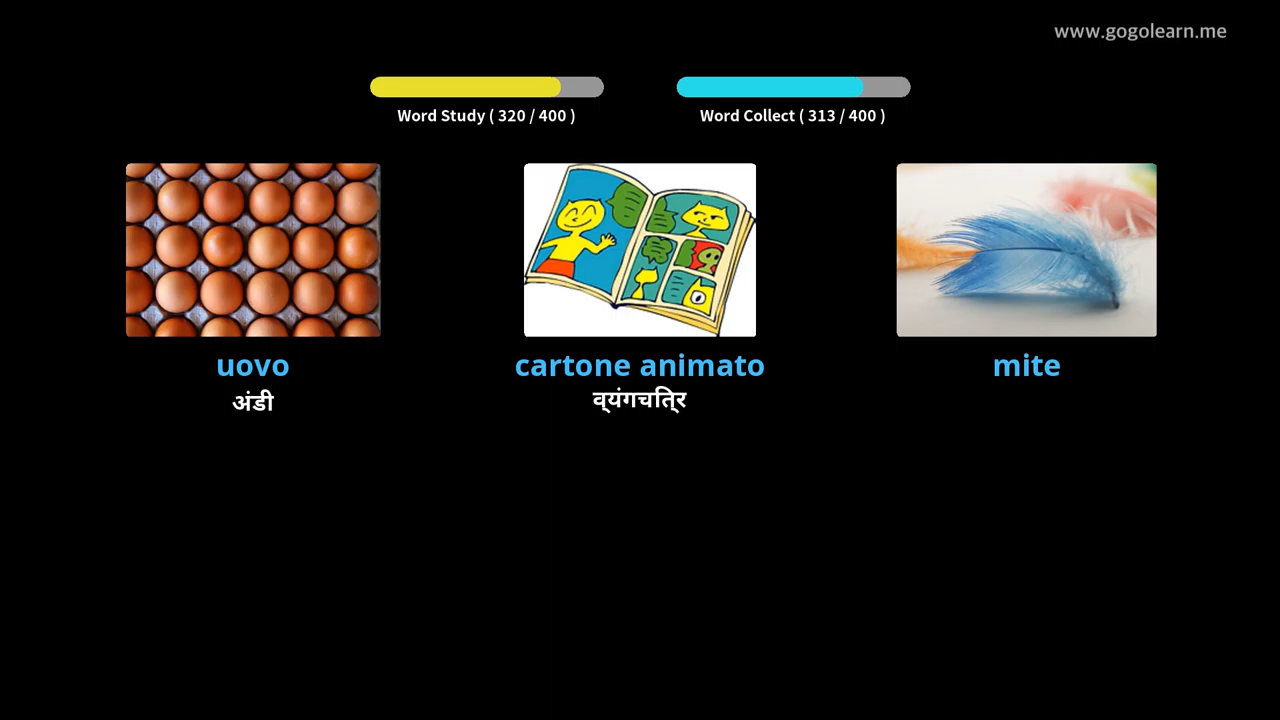 www.gogolearn.me
Word Study ( 320 / 400 )
Word Collect ( 313 / 400 )
uovo
cartone animato
mite
अंडी
व्यंगचित्र